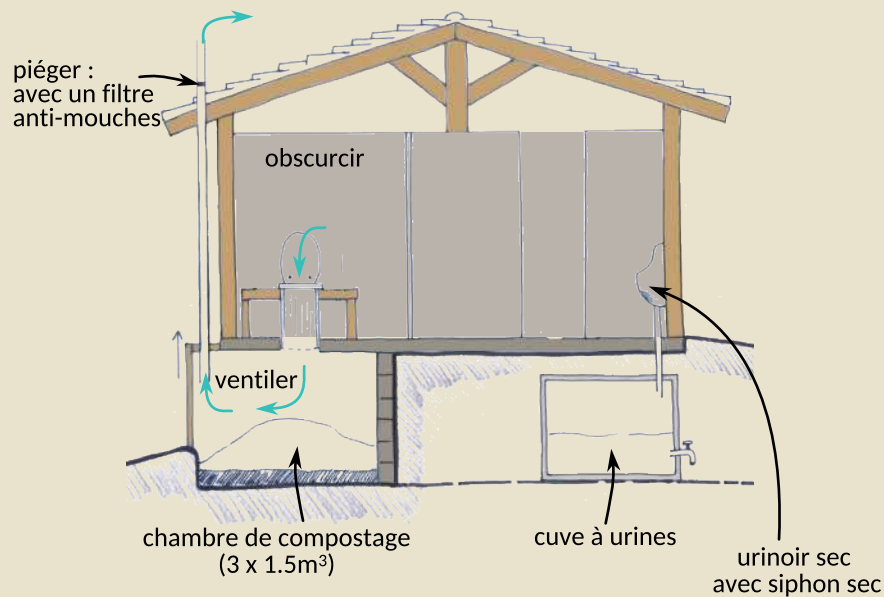 piéger :
avec un filtre
anti-mouches
obscurcir
ventiler
chambre de compostage
(3 x 1.5m³)
cuve à urines
urinoir sec
avec siphon sec